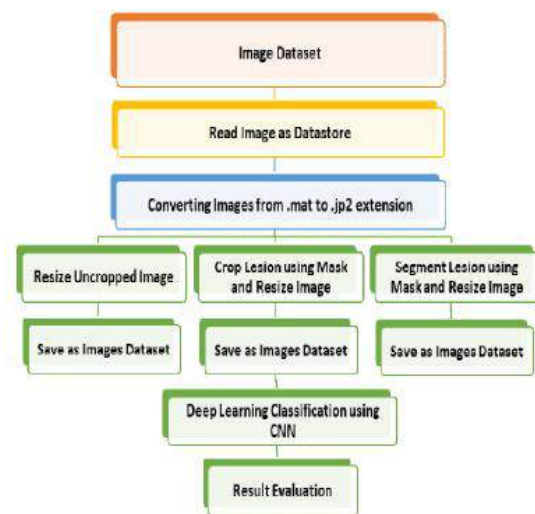 Image Dataset
Read Image as Datastore
Converting Images from .mat to .jp2 extension
Resize Uncropped Image
Crop Lesion using Mask
and Resize Image
Segment Lesion using
Mask and Resize Image
Save as Images Dataset
Save as Images Dataset
Save as Images Dataset
Deep Learning Classification using
CNN
Result Evaluation